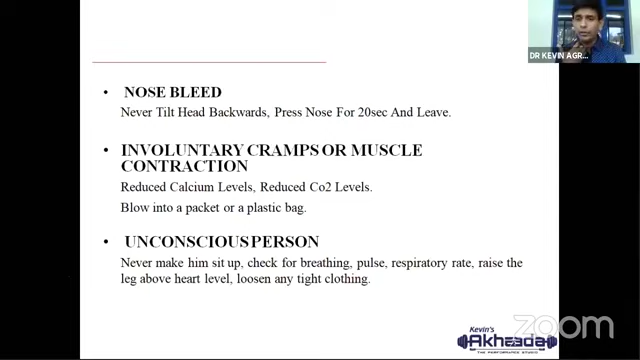 DR KEVIN AGR...
NOSE BLEED
Never Tilt Head Backwards, Press Nose For 20sec And Leave.
INVOLUNTARY CRAMPS OR MUSCLE
CONTRACTION
Reduced Calcium Levels, Reduced Co2 Levels.
Blow into a packet or a plastic bag.
UNCONSCIOUS PERSON
Never make him sit up, check for breathing, pulse, respiratory rate, raise the
leg above heart level, loosen any tight clothing.
Kevin's
Akhaada
THE PERFORMANCE STUDIO
zoom